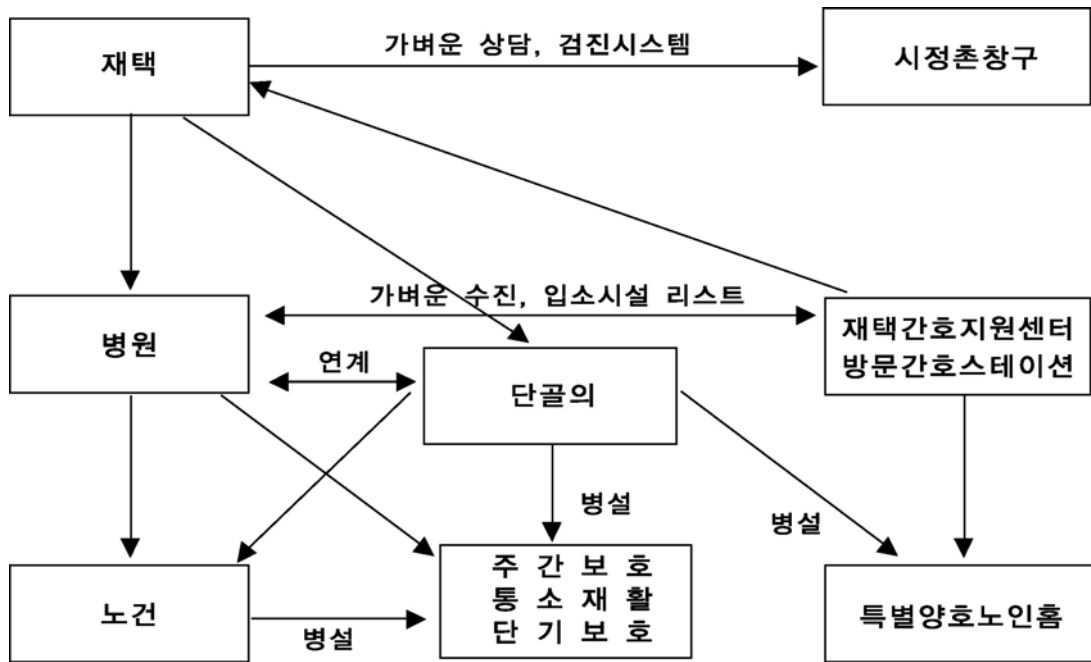 재택
가벼운 상담, 검진시스템
시정촌창구
가벼운 수진, 입소시설 리스트
병원
재택간호지원센터
방문간호스테이션
연계
단골의
병설
병설
노건
병설
주 간 보 호
통 소 재 활
단 기 보 호
특별양호노인홈